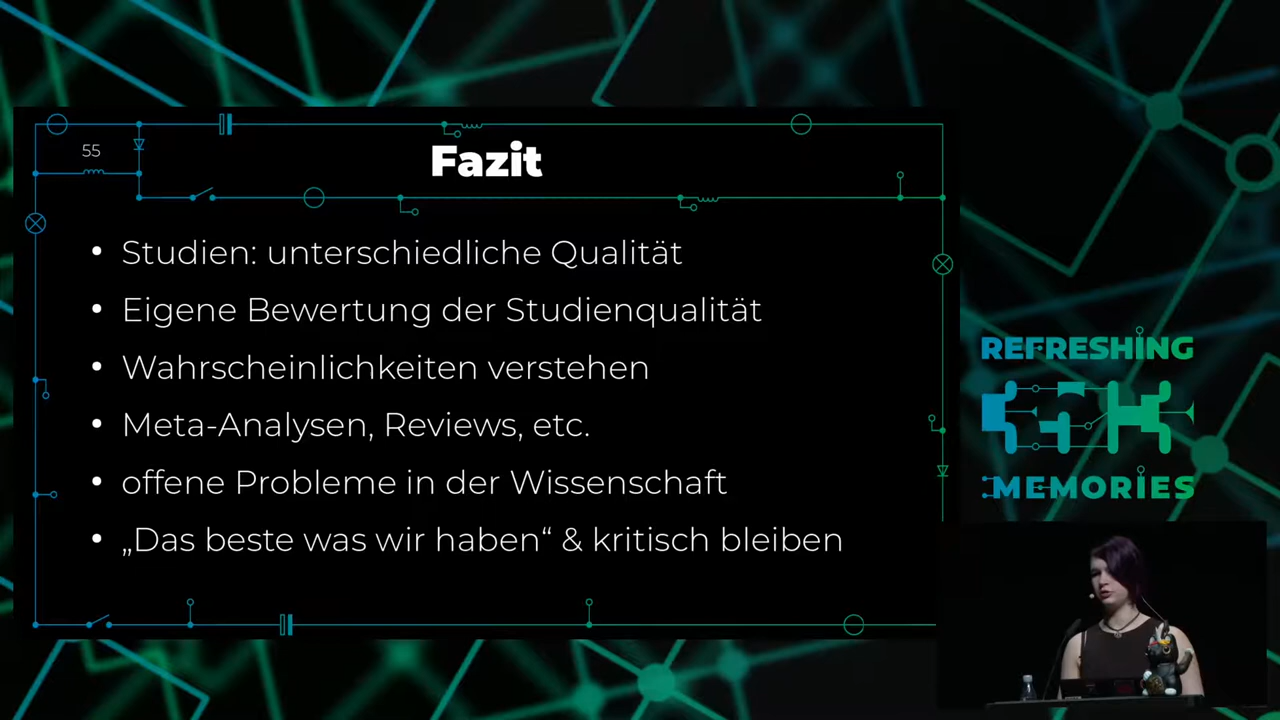 55
Fazit
• Studien: unterschiedliche Qualität
• Eigene Bewertung der Studienqualität
• Wahrscheinlichkeiten verstehen
• Meta-Analysen, Reviews, etc.
• offene Probleme in der Wissenschaft
• „Das beste was wir haben“ & kritisch bleiben
REFRESHING
MEMORIES